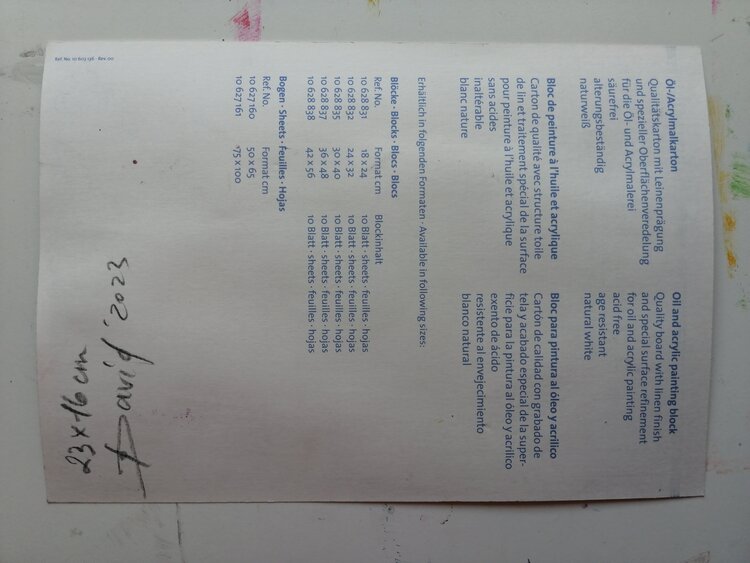 Öl-/Acrylmalkarton
Qualitätskarton mit Leinenprägung
und spezieller Oberflächenveredelung
für die Öl- und Acrylmalerei
säurefrei
alterungsbeständig
naturweiß
Oil and acrylic painting block
Quality board with linen finish
and special surface refinement
for oil and acrylic painting
acid free
age resistant
natural white
Bloc de peinture à l'huile et acrylique
Carton de qualité avec structure toile
de lin et traitement spécial de la surface
pour peinture à l'huile et acrylique
sans acides
inaltérable
blanc nature
Bloc para pintura al óleo y acrílico
Cartón de calidad con grabado de
tela y acabado especial de la super-
ficie para la pintura al óleo y acrílico
exento de ácido
resistente al envejecimiento
blanco natural
Erhältlich in folgenden Formaten · Available in following sizes:
Blöcke · Blocks · Blocs · Blocs
Ref. No. Format cm Blockinhalt
10 628 831 18 x 24 10 Blatt · sheets · feuilles · hojas
10 628 832 24 x 32 10 Blatt · sheets · feuilles · hojas
10 628 835 30 x 40 10 Blatt · sheets · feuilles · hojas
10 628 837 36 x 48 10 Blatt · sheets · feuilles · hojas
10 628 838 42 x 56 10 Blatt · sheets · feuilles · hojas
Bogen · Sheets · Feuilles · Hojas
Ref. No. Format cm
10 627 160 50 x 65
10 627 161 75 x 100
23 x 16 cm
David '2023
Ref. No. 10 603 136 · Rev. 00